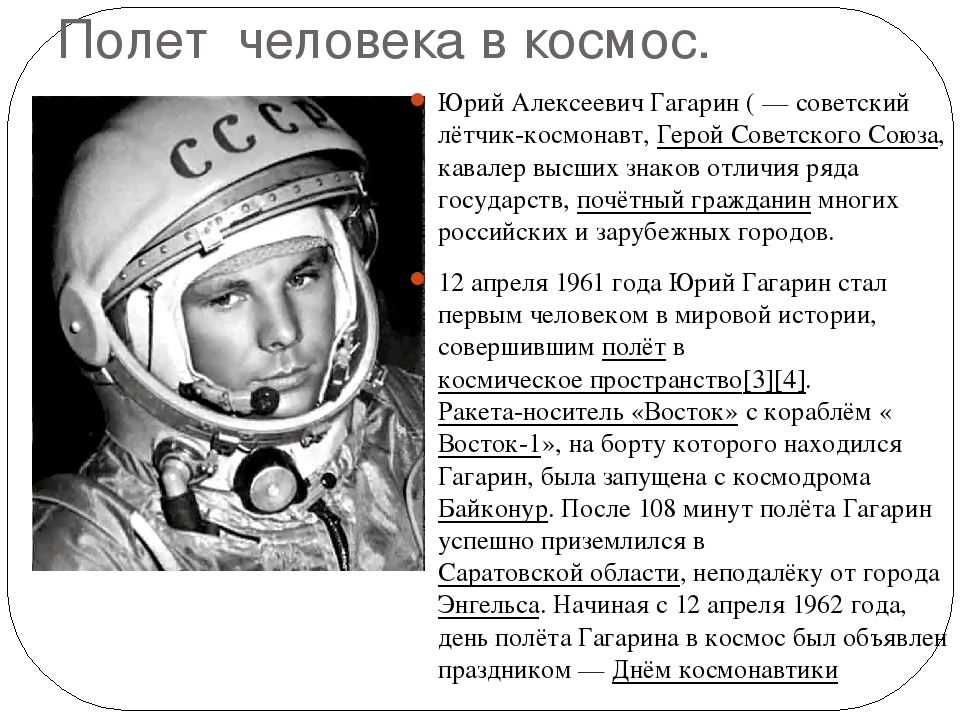 Полет человека в космос.
СССР
Юрий Алексеевич Гагарин ( — советский
лётчик-космонавт, Герой Советского Союза,
кавалер высших знаков отличия ряда
государств, почётный гражданин многих
российских и зарубежных городов.
12 апреля 1961 года Юрий Гагарин стал
первым человеком в мировой истории,
совершившим полёт в
космическое пространство[3][4].
Ракета-носитель «Восток» с кораблём «
Восток-1», на борту которого находился
Гагарин, была запущена с космодрома
Байконур. После 108 минут полёта Гагарин
успешно приземлился в
Саратовской области, неподалёку от города
Энгельса. Начиная с 12 апреля 1962 года,
день полёта Гагарина в космос был объявлен
праздником — Днём космонавтики